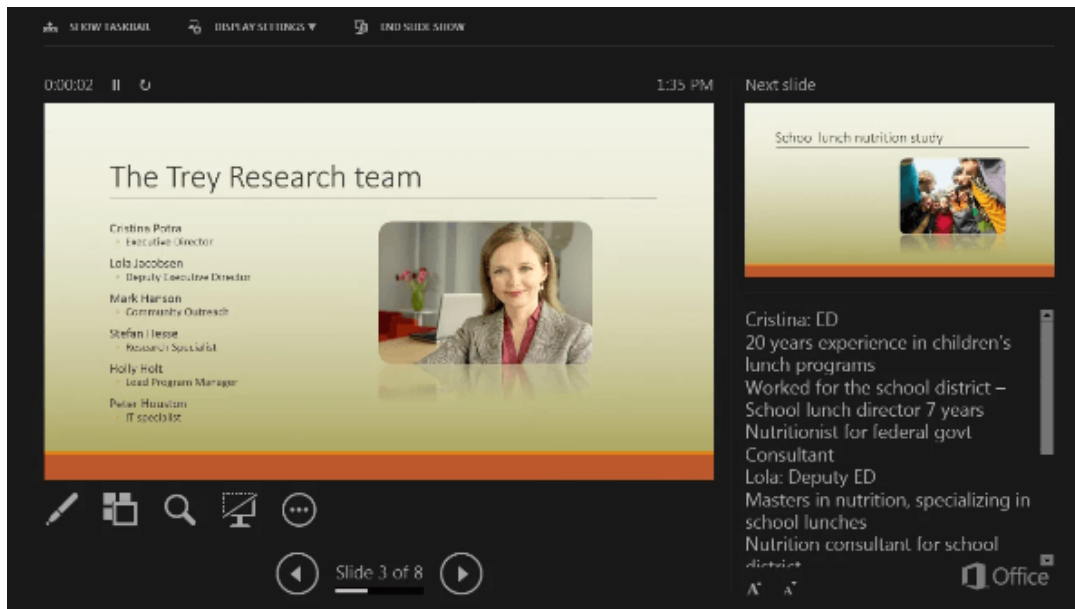 SHOW TASKBAR
DISPLAY SETTINGS ▼
END SLIDE SHOW
0:00:02
1:35 PM
Next slide
The Trey Research team
Cristina Potra
Executive Director
Lola Jacobsen
Deputy Executive Director
Mark Hanson
Community Outreach
Stefan Hesse
Research Specialist
Holly Holt
Lead Program Manager
Peter Houston
IT specialist
School lunch nutrition study
Cristina: ED
20 years experience in children's
lunch programs
Worked for the school district –
School lunch director 7 years
Nutritionist for federal govt
Consultant
Lola: Deputy ED
Masters in nutrition, specializing in
school lunches
Nutrition consultant for school
district
Slide 3 of 8
A A
Office